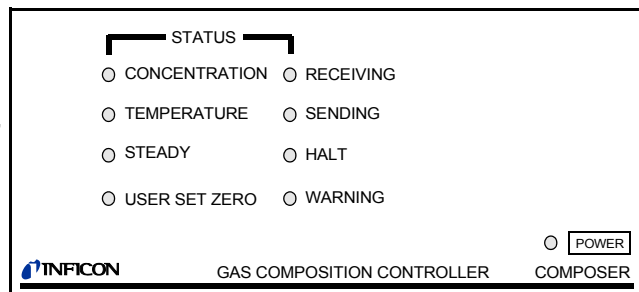 STATUS
CONCENTRATION RECEIVING
TEMPERATURE SENDING
STEADY HALT
USER SET ZERO WARNING
POWER
INFICON GAS COMPOSITION CONTROLLER COMPOSER